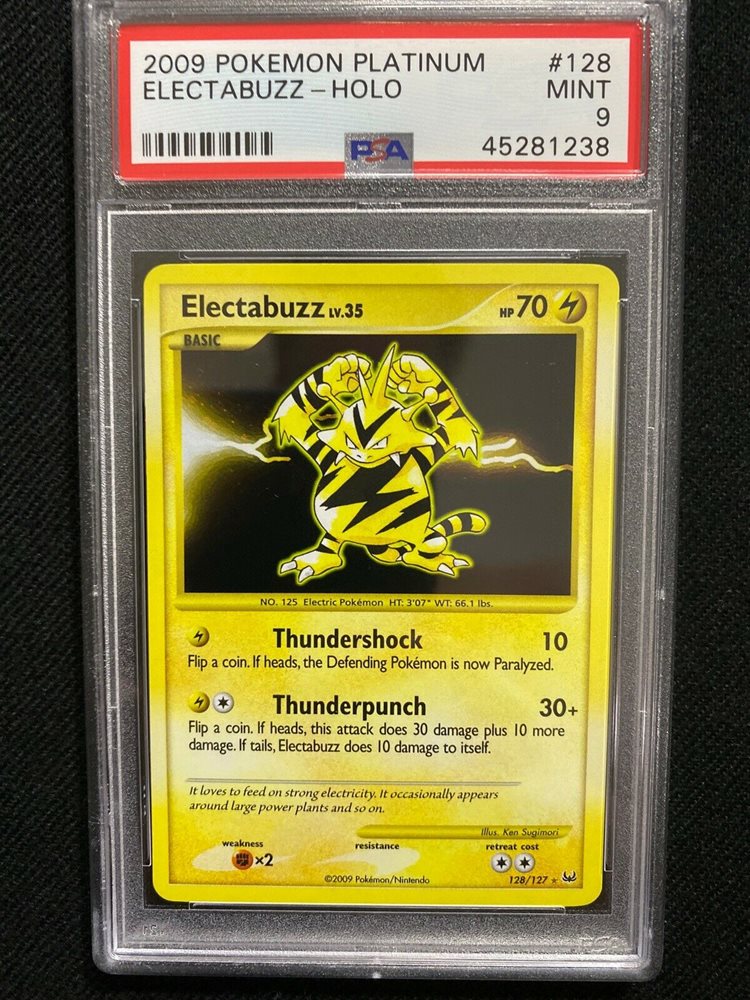 2009 POKEMON PLATINUM #128
ELECTABUZZ – HOLO MINT
9
PSA 45281238
Electabuzz LV.35 HP 70
BASIC
NO. 125 Electric Pokémon HT: 3'07" WT: 66.1 lbs.
Thundershock 10
Flip a coin. If heads, the Defending Pokémon is now Paralyzed.
Thunderpunch 30+
Flip a coin. If heads, this attack does 30 damage plus 10 more
damage. If tails, Electabuzz does 10 damage to itself.
It loves to feed on strong electricity. It occasionally appears
around large power plants and so on.
Illus. Ken Sugimori
weakness resistance retreat cost
×2
©2009 Pokémon/Nintendo 128/127